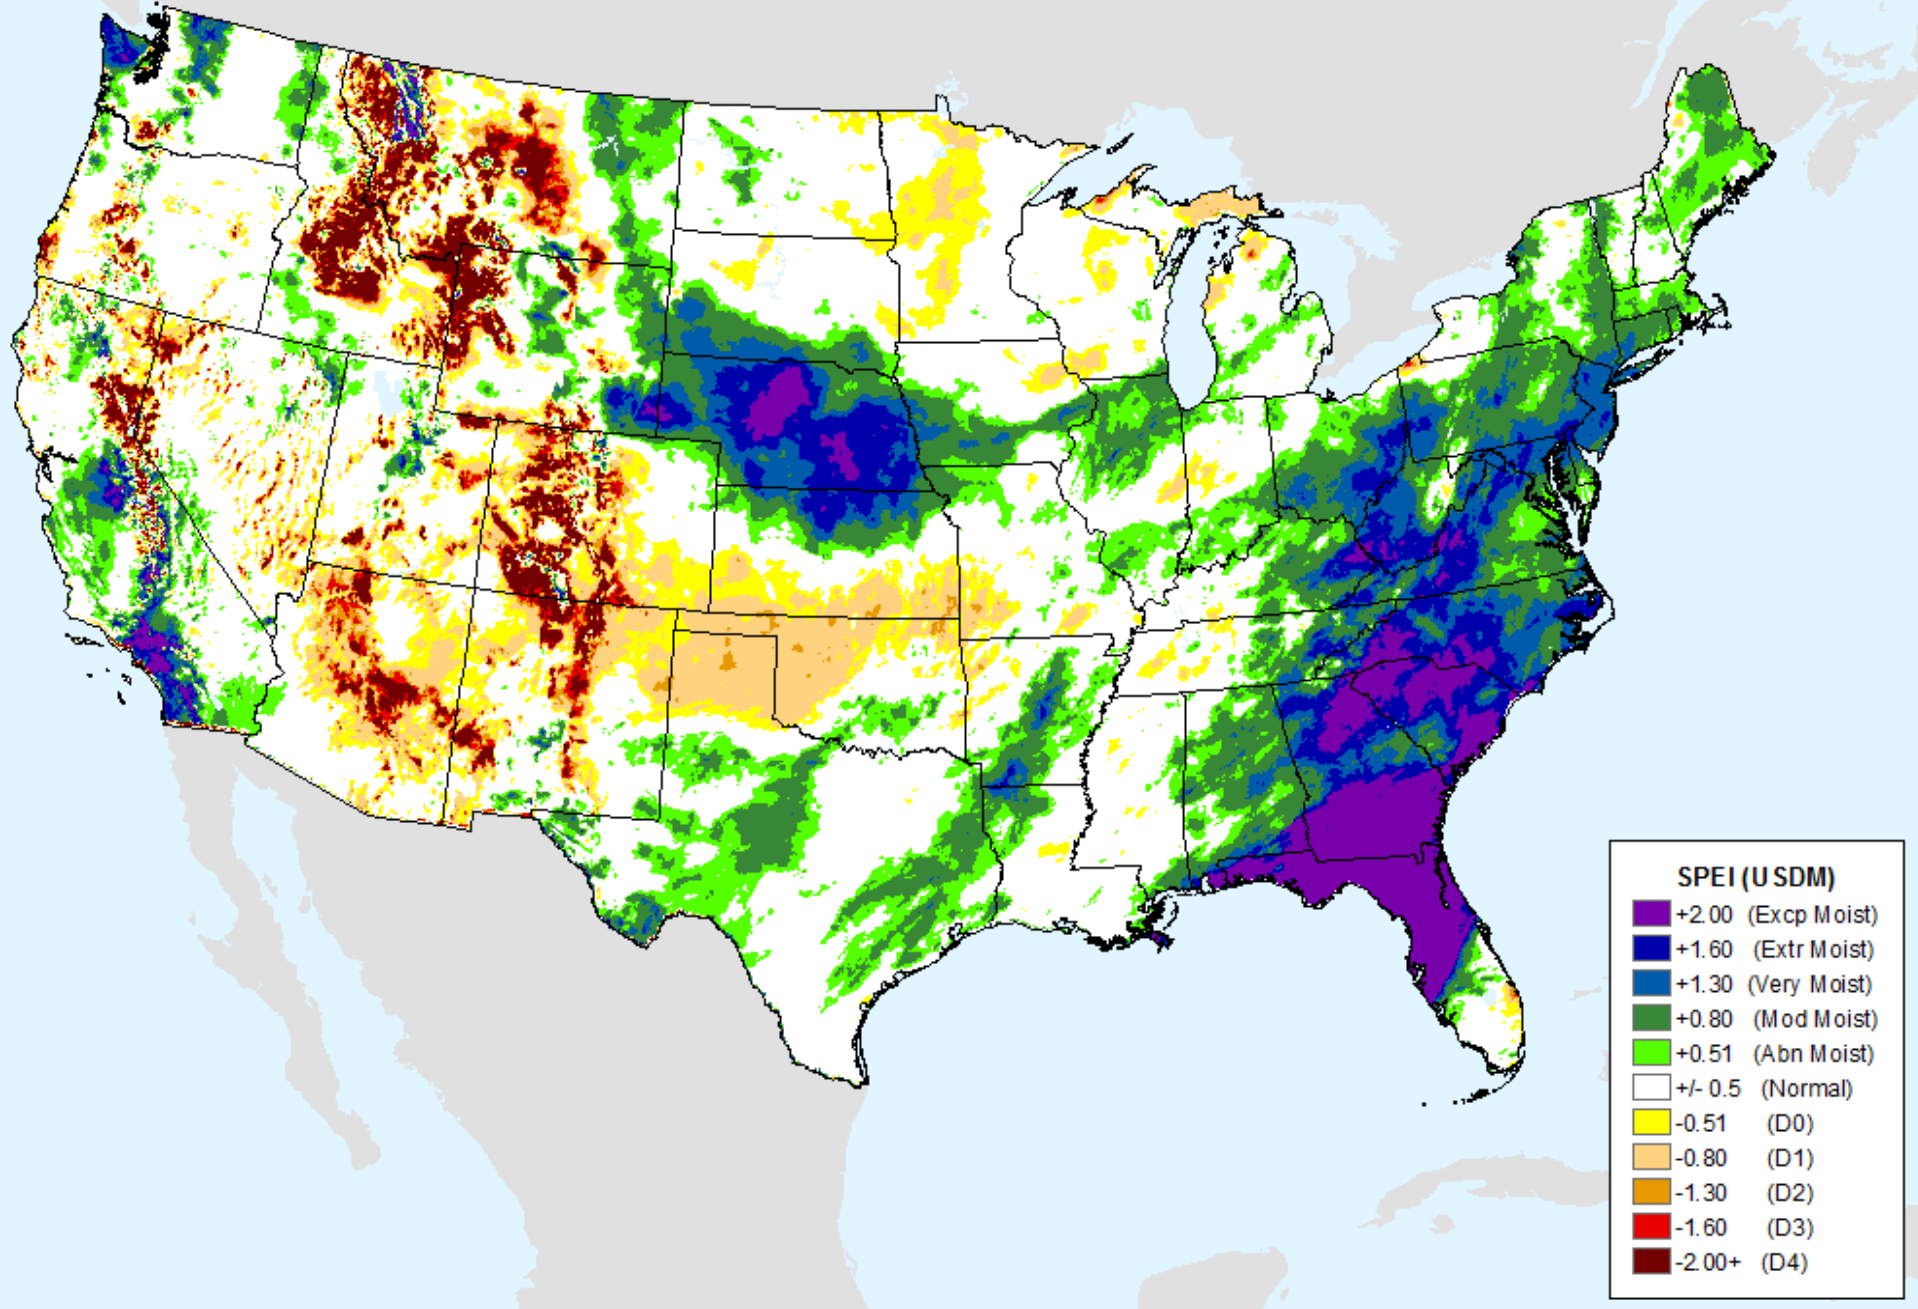 SPEI (USDM)
+2.00 (Excp Moist)
+1.60 (Extr Moist)
+1.30 (Very Moist)
+0.80 (Mod Moist)
+0.51 (Abn Moist)
+/- 0.5 (Normal)
-0.51 (D0)
-0.80 (D1)
-1.30 (D2)
-1.60 (D3)
-2.00+ (D4)